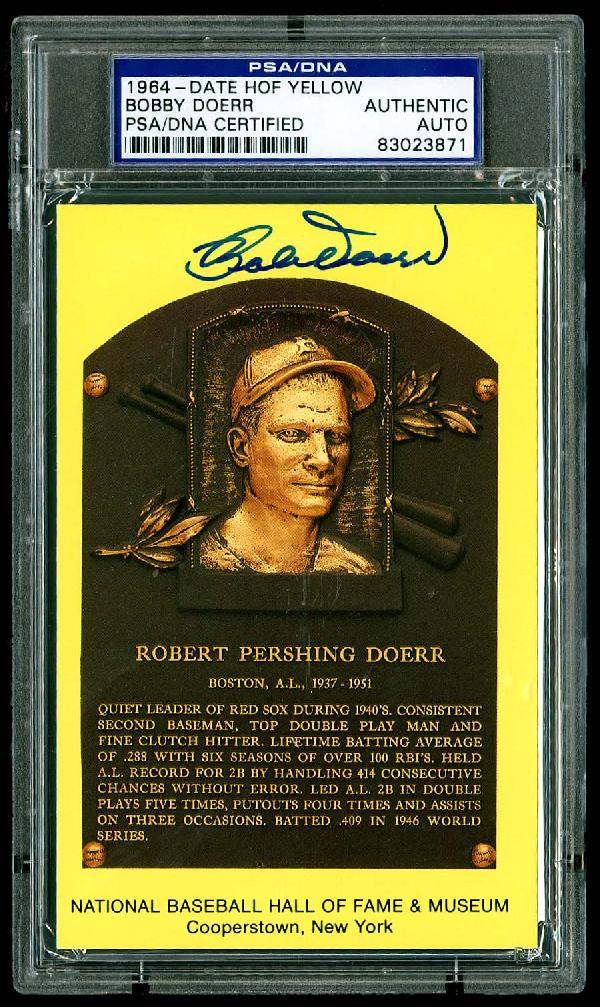 PSA/DNA
1964 - DATE HOF YELLOW
BOBBY DOERR AUTHENTIC
PSA/DNA CERTIFIED AUTO
83023871
Bobby Doerr
B
ROBERT PERSHING DOERR
BOSTON, A.L., 1937 - 1951
QUIET LEADER OF RED SOX DURING 1940'S. CONSISTENT
SECOND BASEMAN, TOP DOUBLE PLAY MAN AND
FINE CLUTCH HITTER. LIFETIME BATTING AVERAGE
OF .288 WITH SIX SEASONS OF OVER 100 RBI'S. HELD
A.L. RECORD FOR 2B BY HANDLING 414 CONSECUTIVE
CHANCES WITHOUT ERROR. LED A.L. 2B IN DOUBLE
PLAYS FIVE TIMES, PUTOUTS FOUR TIMES AND ASSISTS
ON THREE OCCASIONS. BATTED .409 IN 1946 WORLD
SERIES.
NATIONAL BASEBALL HALL OF FAME & MUSEUM
Cooperstown, New York